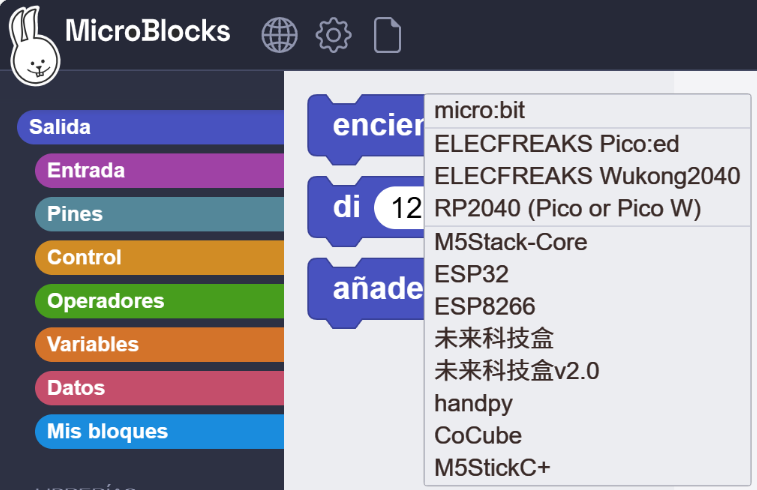 MicroBlocks
Salida
Entrada
Pines
Control
Operadores
Variables
Datos
Mis bloques
encien
di 12
añade
micro:bit
ELECFREAKS Pico:ed
ELECFREAKS Wukong2040
RP2040 (Pico or Pico W)
M5Stack-Core
ESP32
ESP8266
未来科技盒
未来科技盒v2.0
handpy
CoCube
M5StickC+